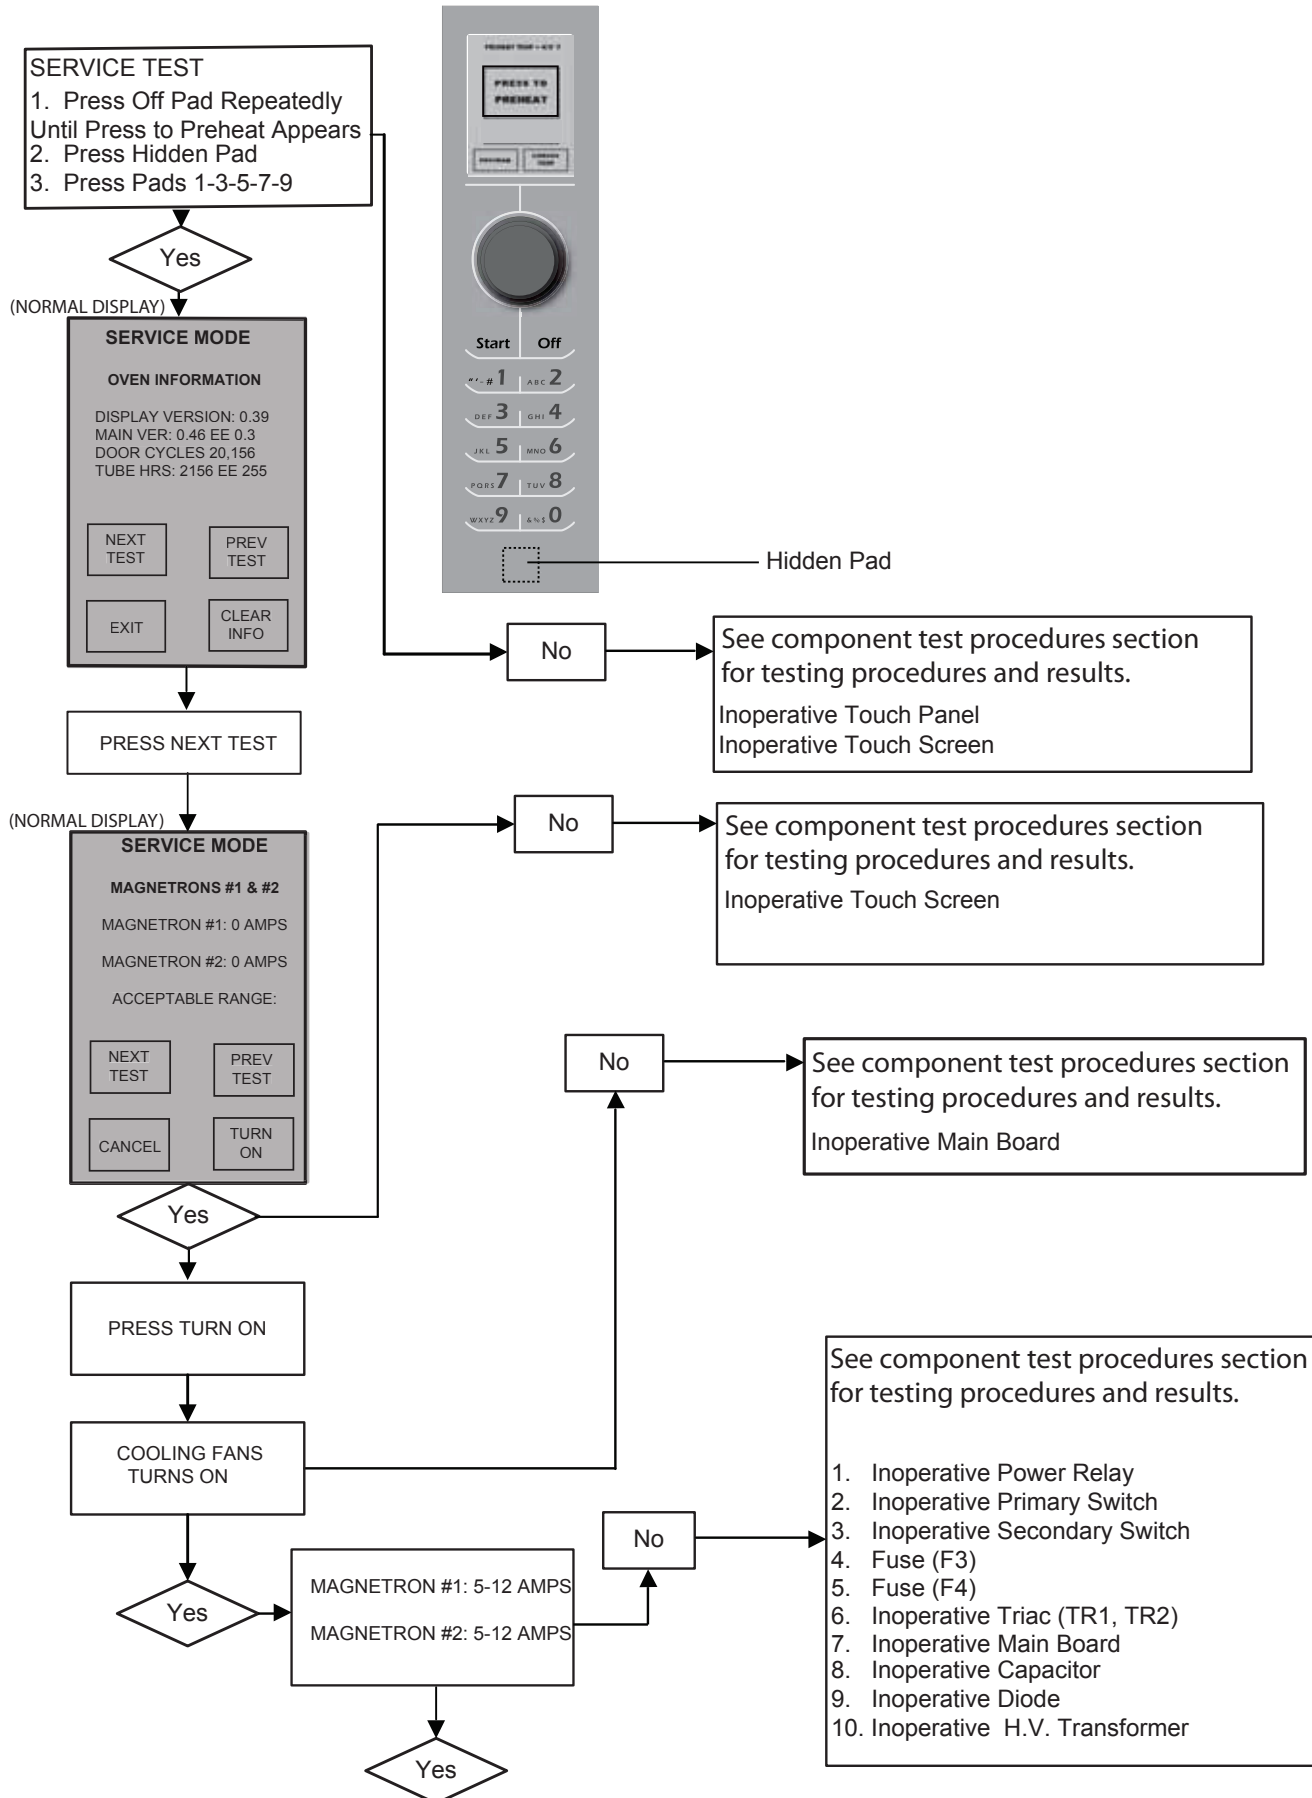 SERVICE TEST
1. Press Off Pad Repeatedly
Until Press to Preheat Appears
2. Press Hidden Pad
3. Press Pads 1-3-5-7-9
Yes
(NORMAL DISPLAY)
SERVICE MODE
OVEN INFORMATION
DISPLAY VERSION: 0.39
MAIN VER: 0.46 EE 0.3
DOOR CYCLES 20,156
TUBE HRS: 2156 EE 255
NEXT
TEST
PREV
TEST
EXIT
CLEAR
INFO
PRESS TO
PREHEAT
PROGRAM
Start
Off
"'-# 1
ABC 2
DEF 3
GHI 4
JKL 5
MNO 6
PQRS 7
TUV 8
WXYZ 9
&%$ 0
Hidden Pad
No
See component test procedures section
for testing procedures and results.
Inoperative Touch Panel
Inoperative Touch Screen
PRESS NEXT TEST
(NORMAL DISPLAY)
SERVICE MODE
MAGNETRONS #1 & #2
MAGNETRON #1: 0 AMPS
MAGNETRON #2: 0 AMPS
ACCEPTABLE RANGE:
NEXT
TEST
PREV
TEST
CANCEL
TURN
ON
No
See component test procedures section
for testing procedures and results.
Inoperative Touch Screen
Yes
No
See component test procedures section
for testing procedures and results.
Inoperative Main Board
PRESS TURN ON
COOLING FANS
TURNS ON
Yes
MAGNETRON #1: 5-12 AMPS
MAGNETRON #2: 5-12 AMPS
No
See component test procedures section
for testing procedures and results.
1. Inoperative Power Relay
2. Inoperative Primary Switch
3. Inoperative Secondary Switch
4. Fuse (F3)
5. Fuse (F4)
6. Inoperative Triac (TR1, TR2)
7. Inoperative Main Board
8. Inoperative Capacitor
9. Inoperative Diode
10. Inoperative H.V. Transformer
Yes